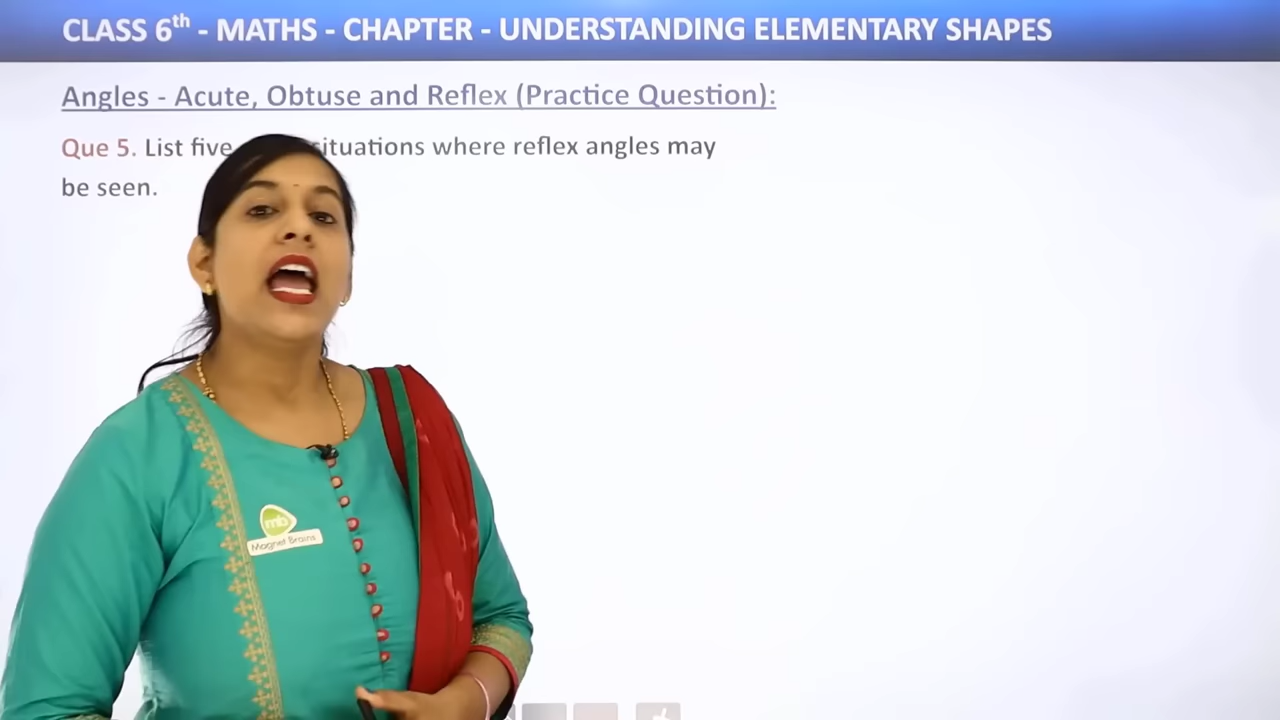 CLASS 6th - MATHS - CHAPTER - UNDERSTANDING ELEMENTARY SHAPES
Angles - Acute, Obtuse and Reflex (Practice Question):
Que 5. List five situations where reflex angles may
be seen.
mb
Magnet Brains